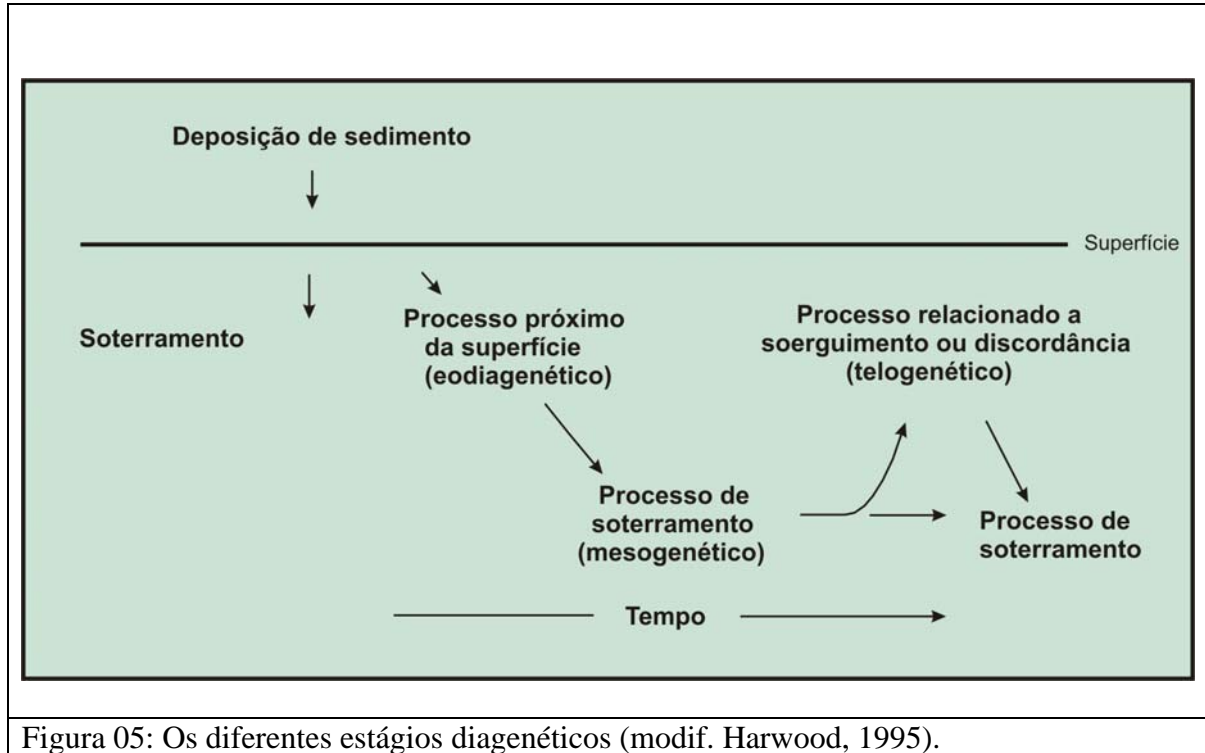 Deposição de sedimento
Superfície
Soterramento
Processo próximo
da superfície
(eodiagenético)
Processo relacionado a
soerguimento ou discordância
(telogenético)
Processo de
soterramento
(mesogenético)
Processo de
soterramento
Tempo
Figura 05: Os diferentes estágios diagenéticos (modif. Harwood, 1995).